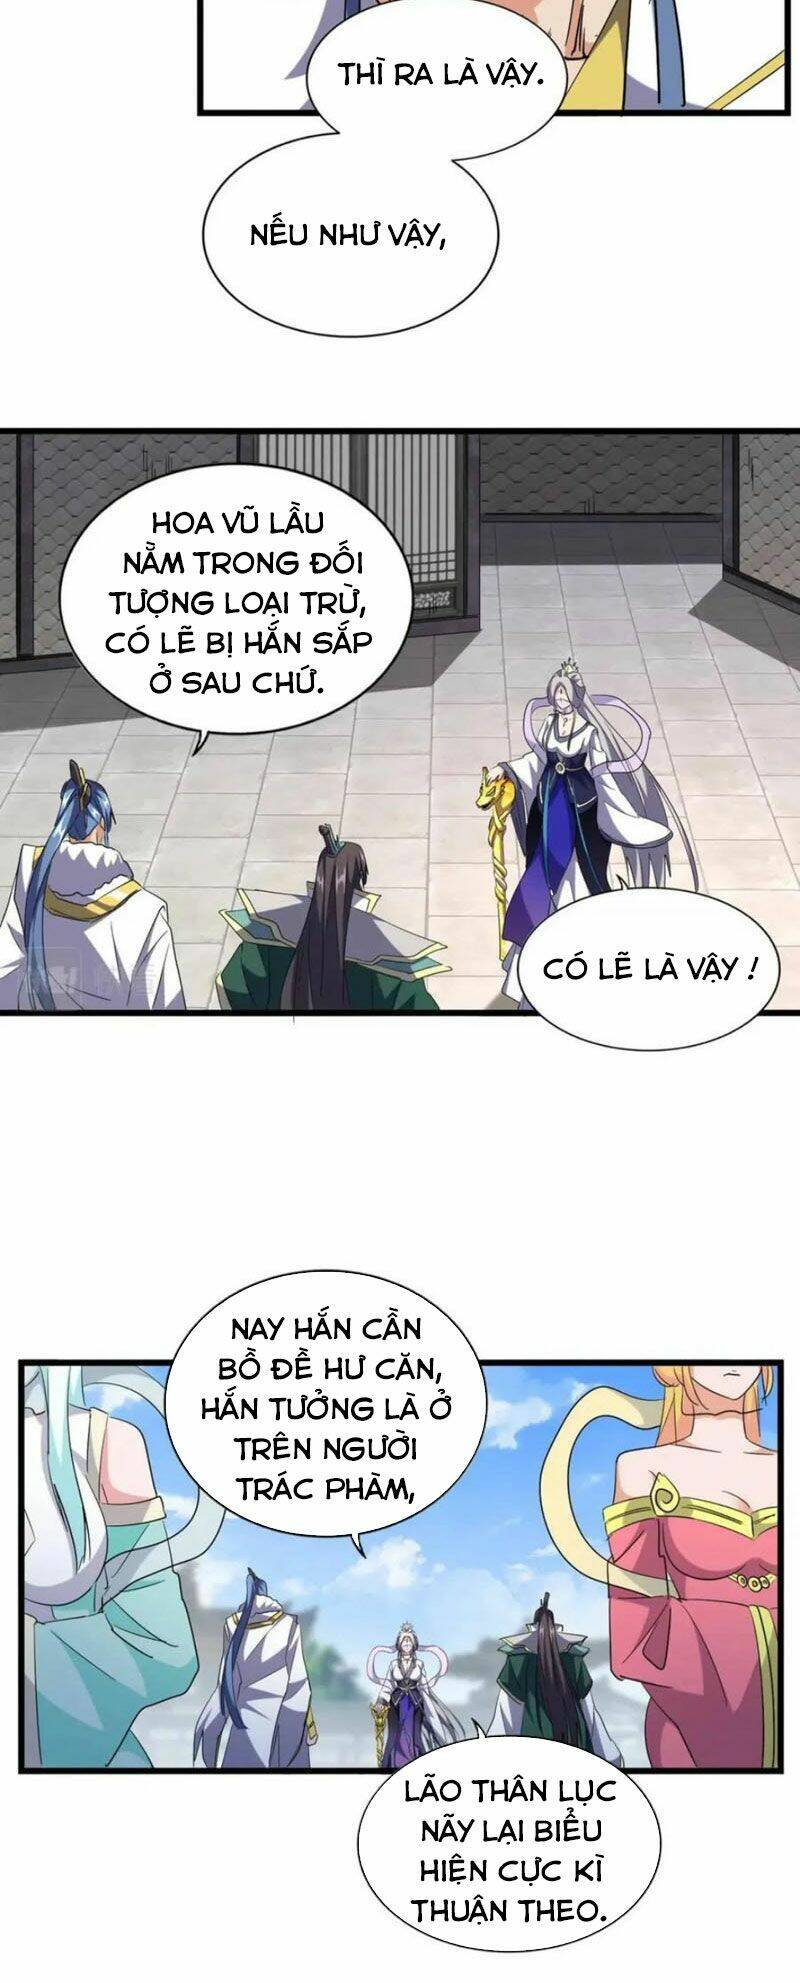 THÌ RA LÀ VẬY.
NẾU NHƯ VẬY,
HOA VŨ LẦU
NẰM TRONG ĐỐI
TƯỢNG LOẠI TRỪ,
CÓ LẼ BỊ HẮN SẮP
Ở SAU CHỨ.
CÓ LẼ LÀ VẬY !
NAY HẮN CẦN
BỒ ĐỀ HƯ CĂN,
HẮN TƯỞNG LÀ Ở
TRÊN NGƯỜI
TRÁC PHÀM,
LÃO THÂN LỤC
NÃY LẠI BIỂU
HIỆN CỰC KÌ
THUẬN THEO.